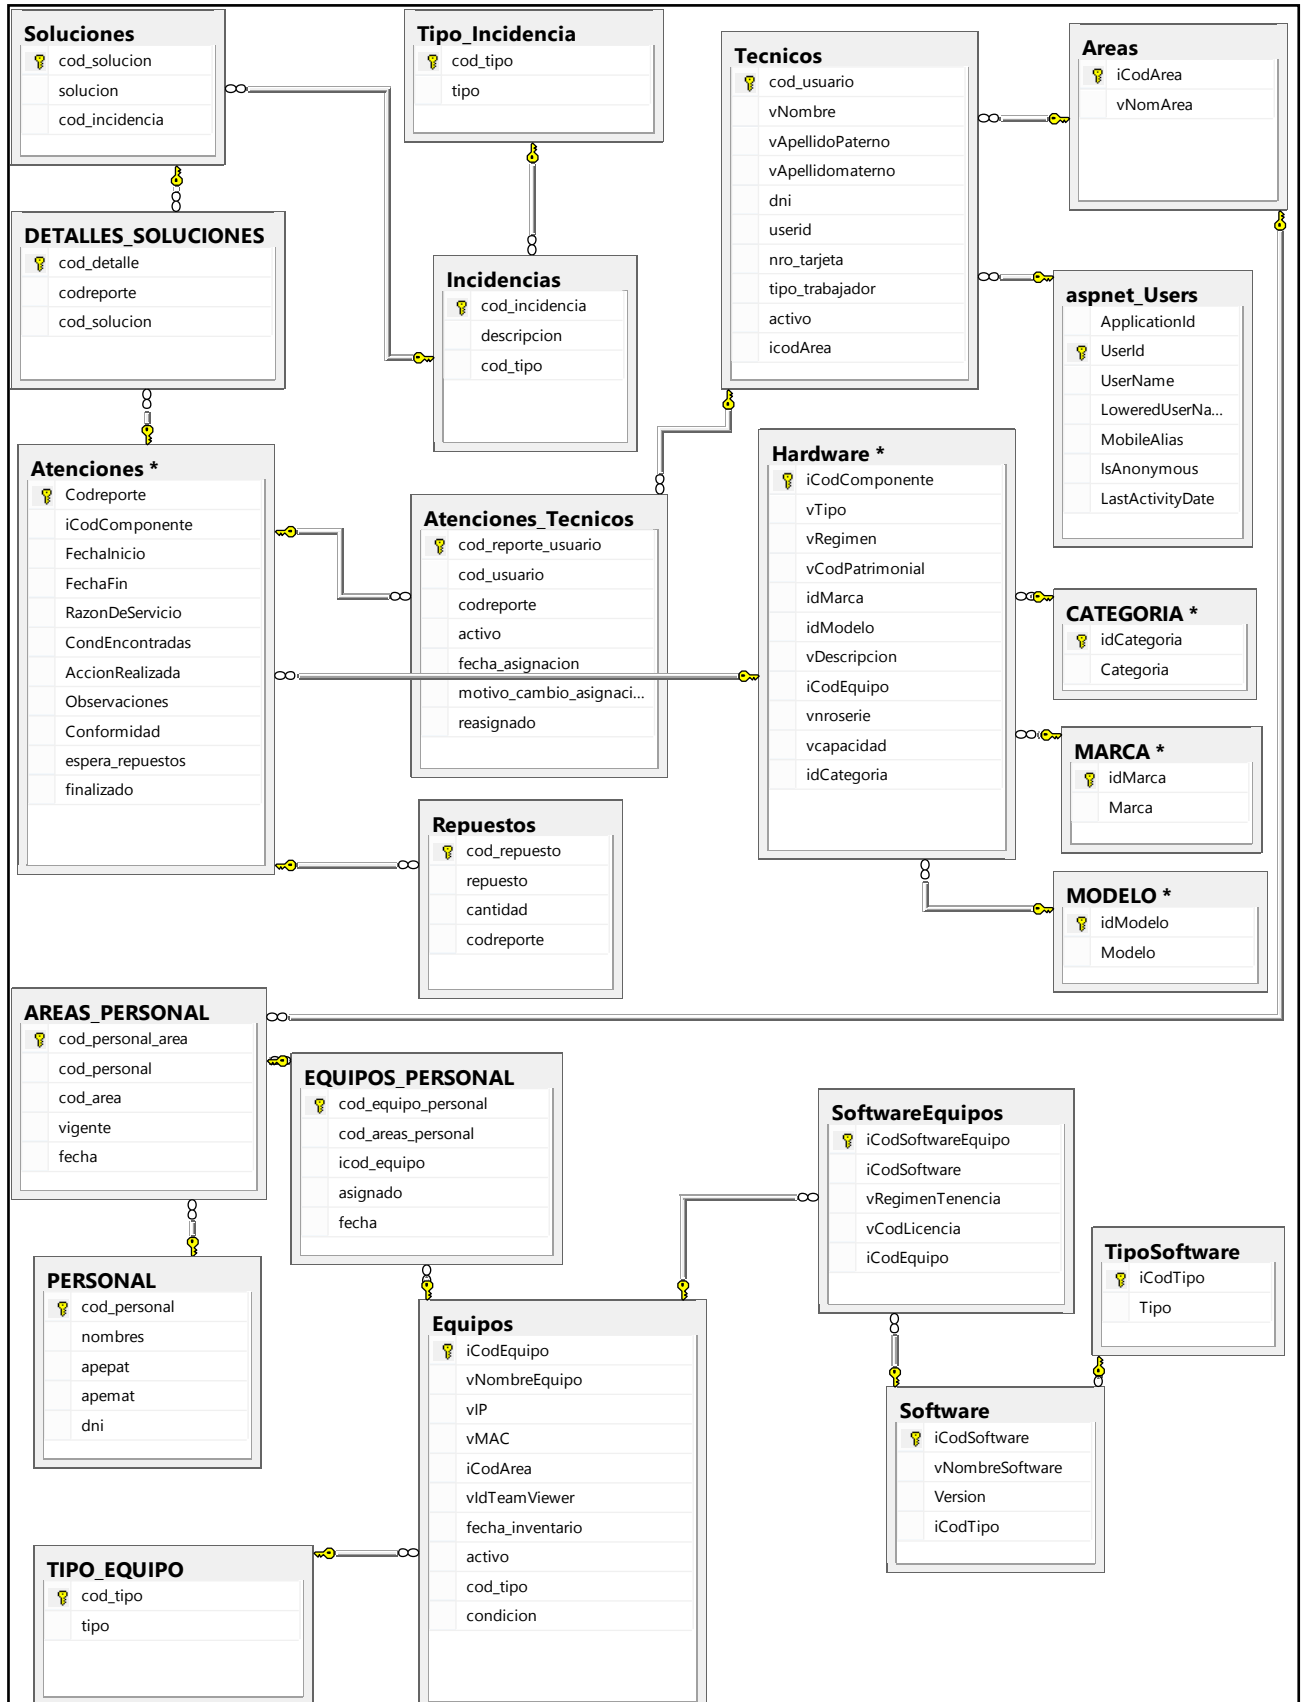 Soluciones
cod_solucion
solucion
cod_incidencia
Tipo_Incidencia
cod_tipo
tipo
Tecnicos
cod_usuario
vNombre
vApellidoPaterno
vApellidomaterno
dni
userid
nro_tarjeta
tipo_trabajador
activo
icodArea
Areas
iCodArea
vNomArea
DETALLES_SOLUCIONES
cod_detalle
codreporte
cod_solucion
Incidencias
cod_incidencia
descripcion
cod_tipo
aspnet_Users
ApplicationId
UserId
UserName
LoweredUserNa...
MobileAlias
IsAnonymous
LastActivityDate
Atenciones *
Codreporte
iCodComponente
FechaInicio
FechaFin
RazonDeServicio
CondEncontradas
AccionRealizada
Observaciones
Conformidad
espera_repuestos
finalizado
Atenciones_Tecnicos
cod_reporte_usuario
cod_usuario
codreporte
activo
fecha_asignacion
motivo_cambio_asignaci...
reasignado
Hardware *
iCodComponente
vTipo
vRegimen
vCodPatrimonial
idMarca
idModelo
vDescripcion
iCodEquipo
vnroserie
vcapacidad
idCategoria
CATEGORIA *
idCategoria
Categoria
MARCA *
idMarca
Marca
MODELO *
idModelo
Modelo
Repuestos
cod_repuesto
repuesto
cantidad
codreporte
AREAS_PERSONAL
cod_personal_area
cod_personal
cod_area
vigente
fecha
EQUIPOS_PERSONAL
cod_equipo_personal
cod_areas_personal
icod_equipo
asignado
fecha
SoftwareEquipos
iCodSoftwareEquipo
iCodSoftware
vRegimenTenencia
vCodLicencia
iCodEquipo
TipoSoftware
iCodTipo
Tipo
PERSONAL
cod_personal
nombres
apepat
apemat
dni
Equipos
iCodEquipo
vNombreEquipo
vIP
vMAC
iCodArea
vIdTeamViewer
fecha_inventario
activo
cod_tipo
condicion
Software
iCodSoftware
vNombreSoftware
Version
iCodTipo
TIPO_EQUIPO
cod_tipo
tipo